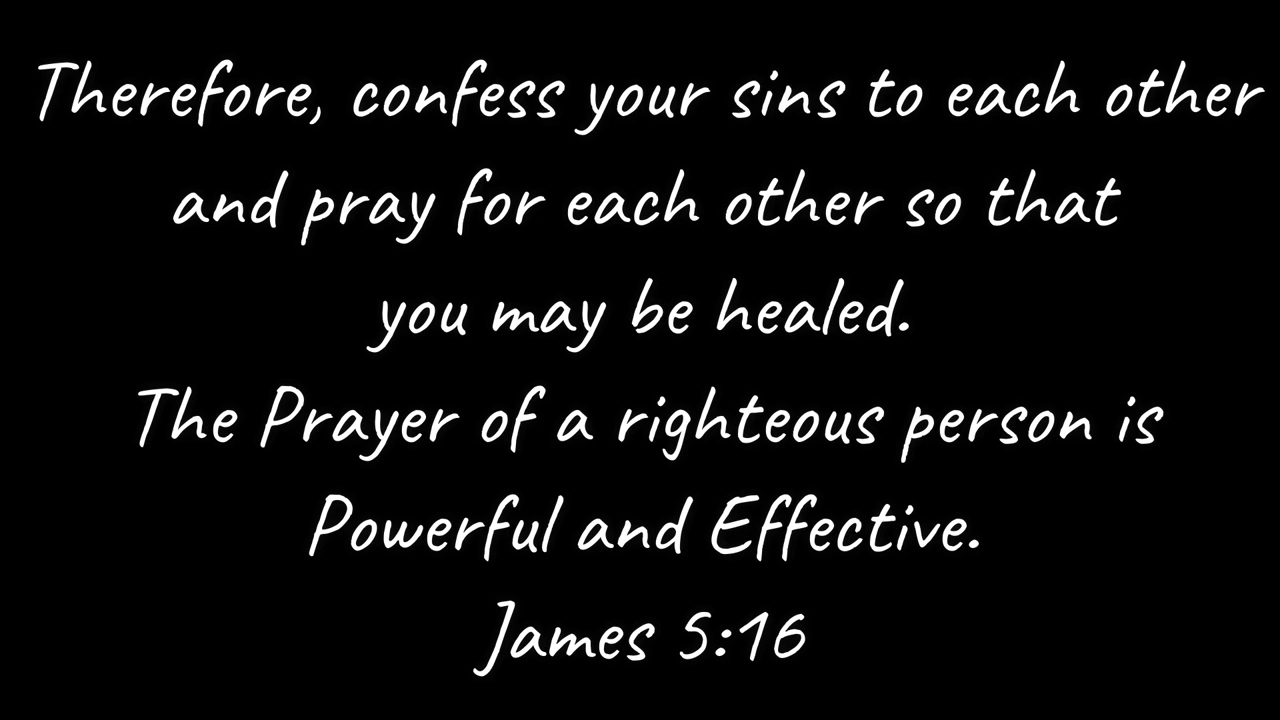 Therefore, confess your sins to each other
and pray for each other so that
you may be healed.
The Prayer of a righteous person is
Powerful and Effective.
James 5:16